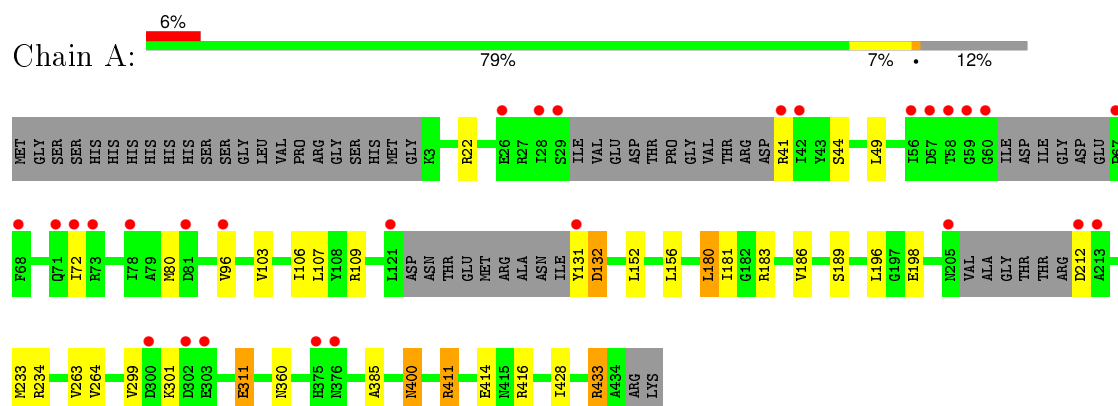 6%
Chain A:
79% 7% • 12%
MET GLY SER SER HIS HIS HIS HIS HIS HIS SER SER GLY LEU VAL PRO ARG GLY SER HIS MET GLY K3 R22 E26 R27 I28 S29 ILE VAL GLU ASP THR PRO GLY VAL THR ARG ASP R41 I42 Y43 S44 L49 I56 D57 T58 G59 G60 ILE ASP ILE GLY ASP GLU
F68 Q71 I72 R73 I78 A79 M80 D81 V96 V103 I106 L107 Y108 R109 L121 ASP ASN THR GLU MET ARG ALA ASN ILE Y131 D132 L152 L156 L180 I181 G182 R183 V186 S189 L196 G197 E198 N205 VAL ALA GLY THR THR ARG D212 A213
M233 R234 V263 V264 V299 D300 K301 D302 E303 E311 N360 H375 N376 A385 N400 R411 E414 N415 R416 I428 R433 A434 ARG LYS